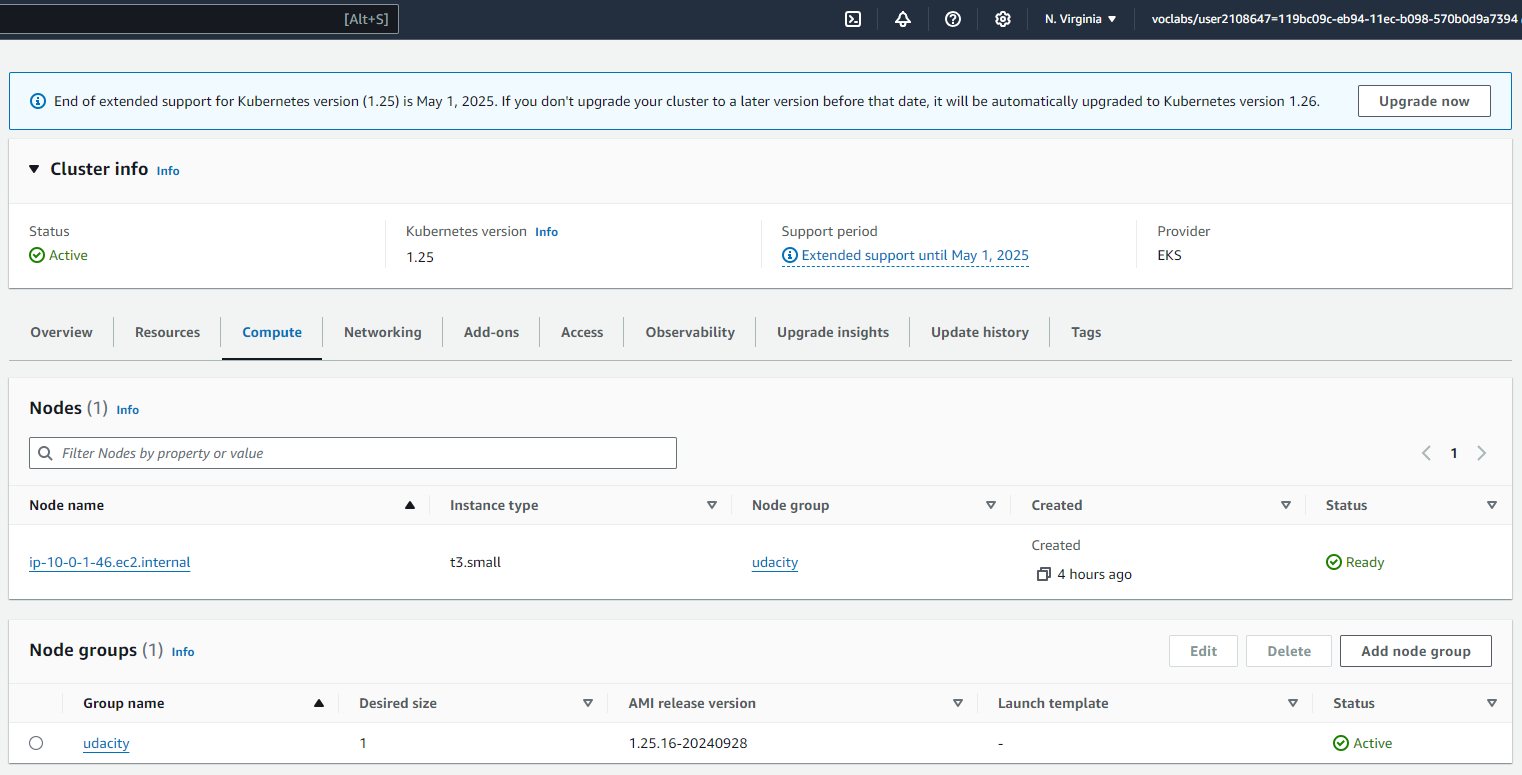 [Alt+S] N. Virginia ▼ voclabs/user2108647=119bc09c-eb94-11ec-b098-570b0d9a7394
End of extended support for Kubernetes version (1.25) is May 1, 2025. If you don't upgrade your cluster to a later version before that date, it will be automatically upgraded to Kubernetes version 1.26. Upgrade now
Cluster info Info
Status Kubernetes version Info Support period Provider
Active 1.25 Extended support until May 1, 2025 EKS
Overview Resources Compute Networking Add-ons Access Observability Upgrade insights Update history Tags
Nodes (1) Info
Filter Nodes by property or value 1
Node name Instance type Node group Created Status
Created
ip-10-0-1-46.ec2.internal t3.small udacity Ready
4 hours ago
Node groups (1) Info Edit Delete Add node group
Group name Desired size AMI release version Launch template Status
udacity 1 1.25.16-20240928 - Active